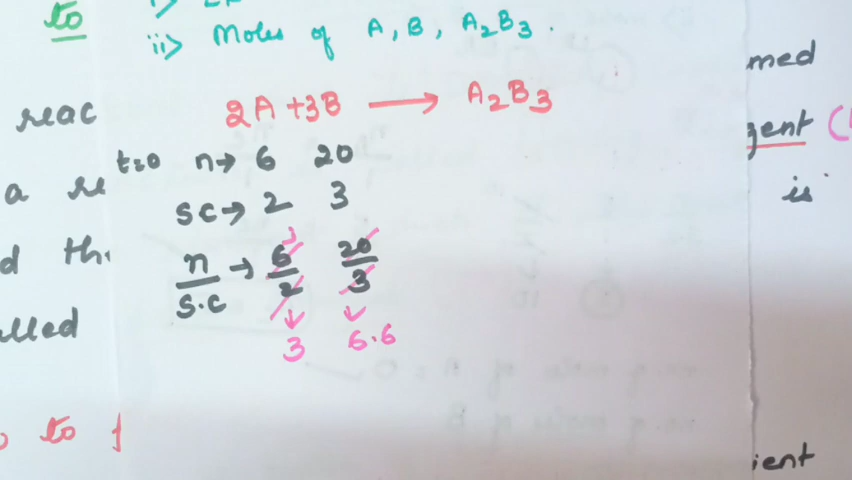 to
ii> Moles of A, B, A₂B₃.
med
reac 2A + 3B → A₂B₃
gent (
t=0 n→ 6 20
is
a
sc→ 2 3
d th
n/s.c → 6/2 20/3
lled
↓ 3 ↓ 6.6
to f
ient